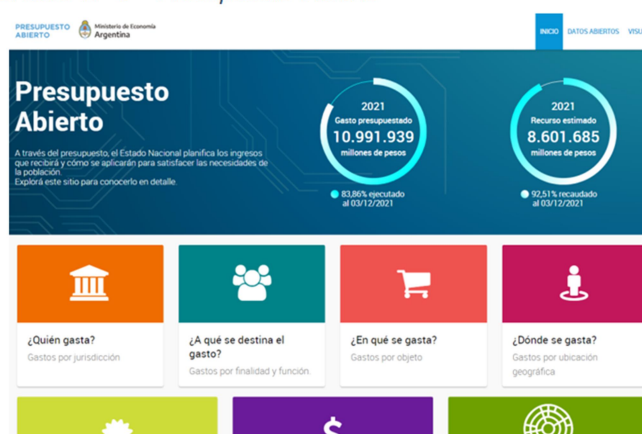 PRESUPUESTO
ABIERTO
Ministerio de Economía
Argentina
INICIO DATOS ABIERTOS
Presupuesto
Abierto
A través del presupuesto, el Estado Nacional planifica los ingresos
que recibirá y cómo se aplicarán para satisfacer las necesidades de
la población.
Explorá este sitio para conocerlo en detalle.
2021
Gasto presupuestado
10.991.939
millones de pesos
83,86% ejecutado
al 03/12/2021
2021
Recurso estimado
8.601.685
millones de pesos
92,51% recaudado
al 03/12/2021
¿Quién gasta?
Gastos por jurisdicción
¿A qué se destina el
gasto?
Gastos por finalidad y función.
¿En qué se gasta?
Gastos por objeto
¿Dónde se gasta?
Gastos por ubicación
geográfica
$